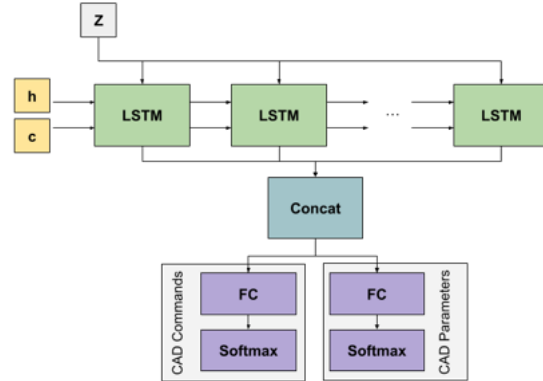 Z
h
c
LSTM
LSTM
...
LSTM
Concat
CAD Commands
FC
Softmax
FC
Softmax
CAD Parameters